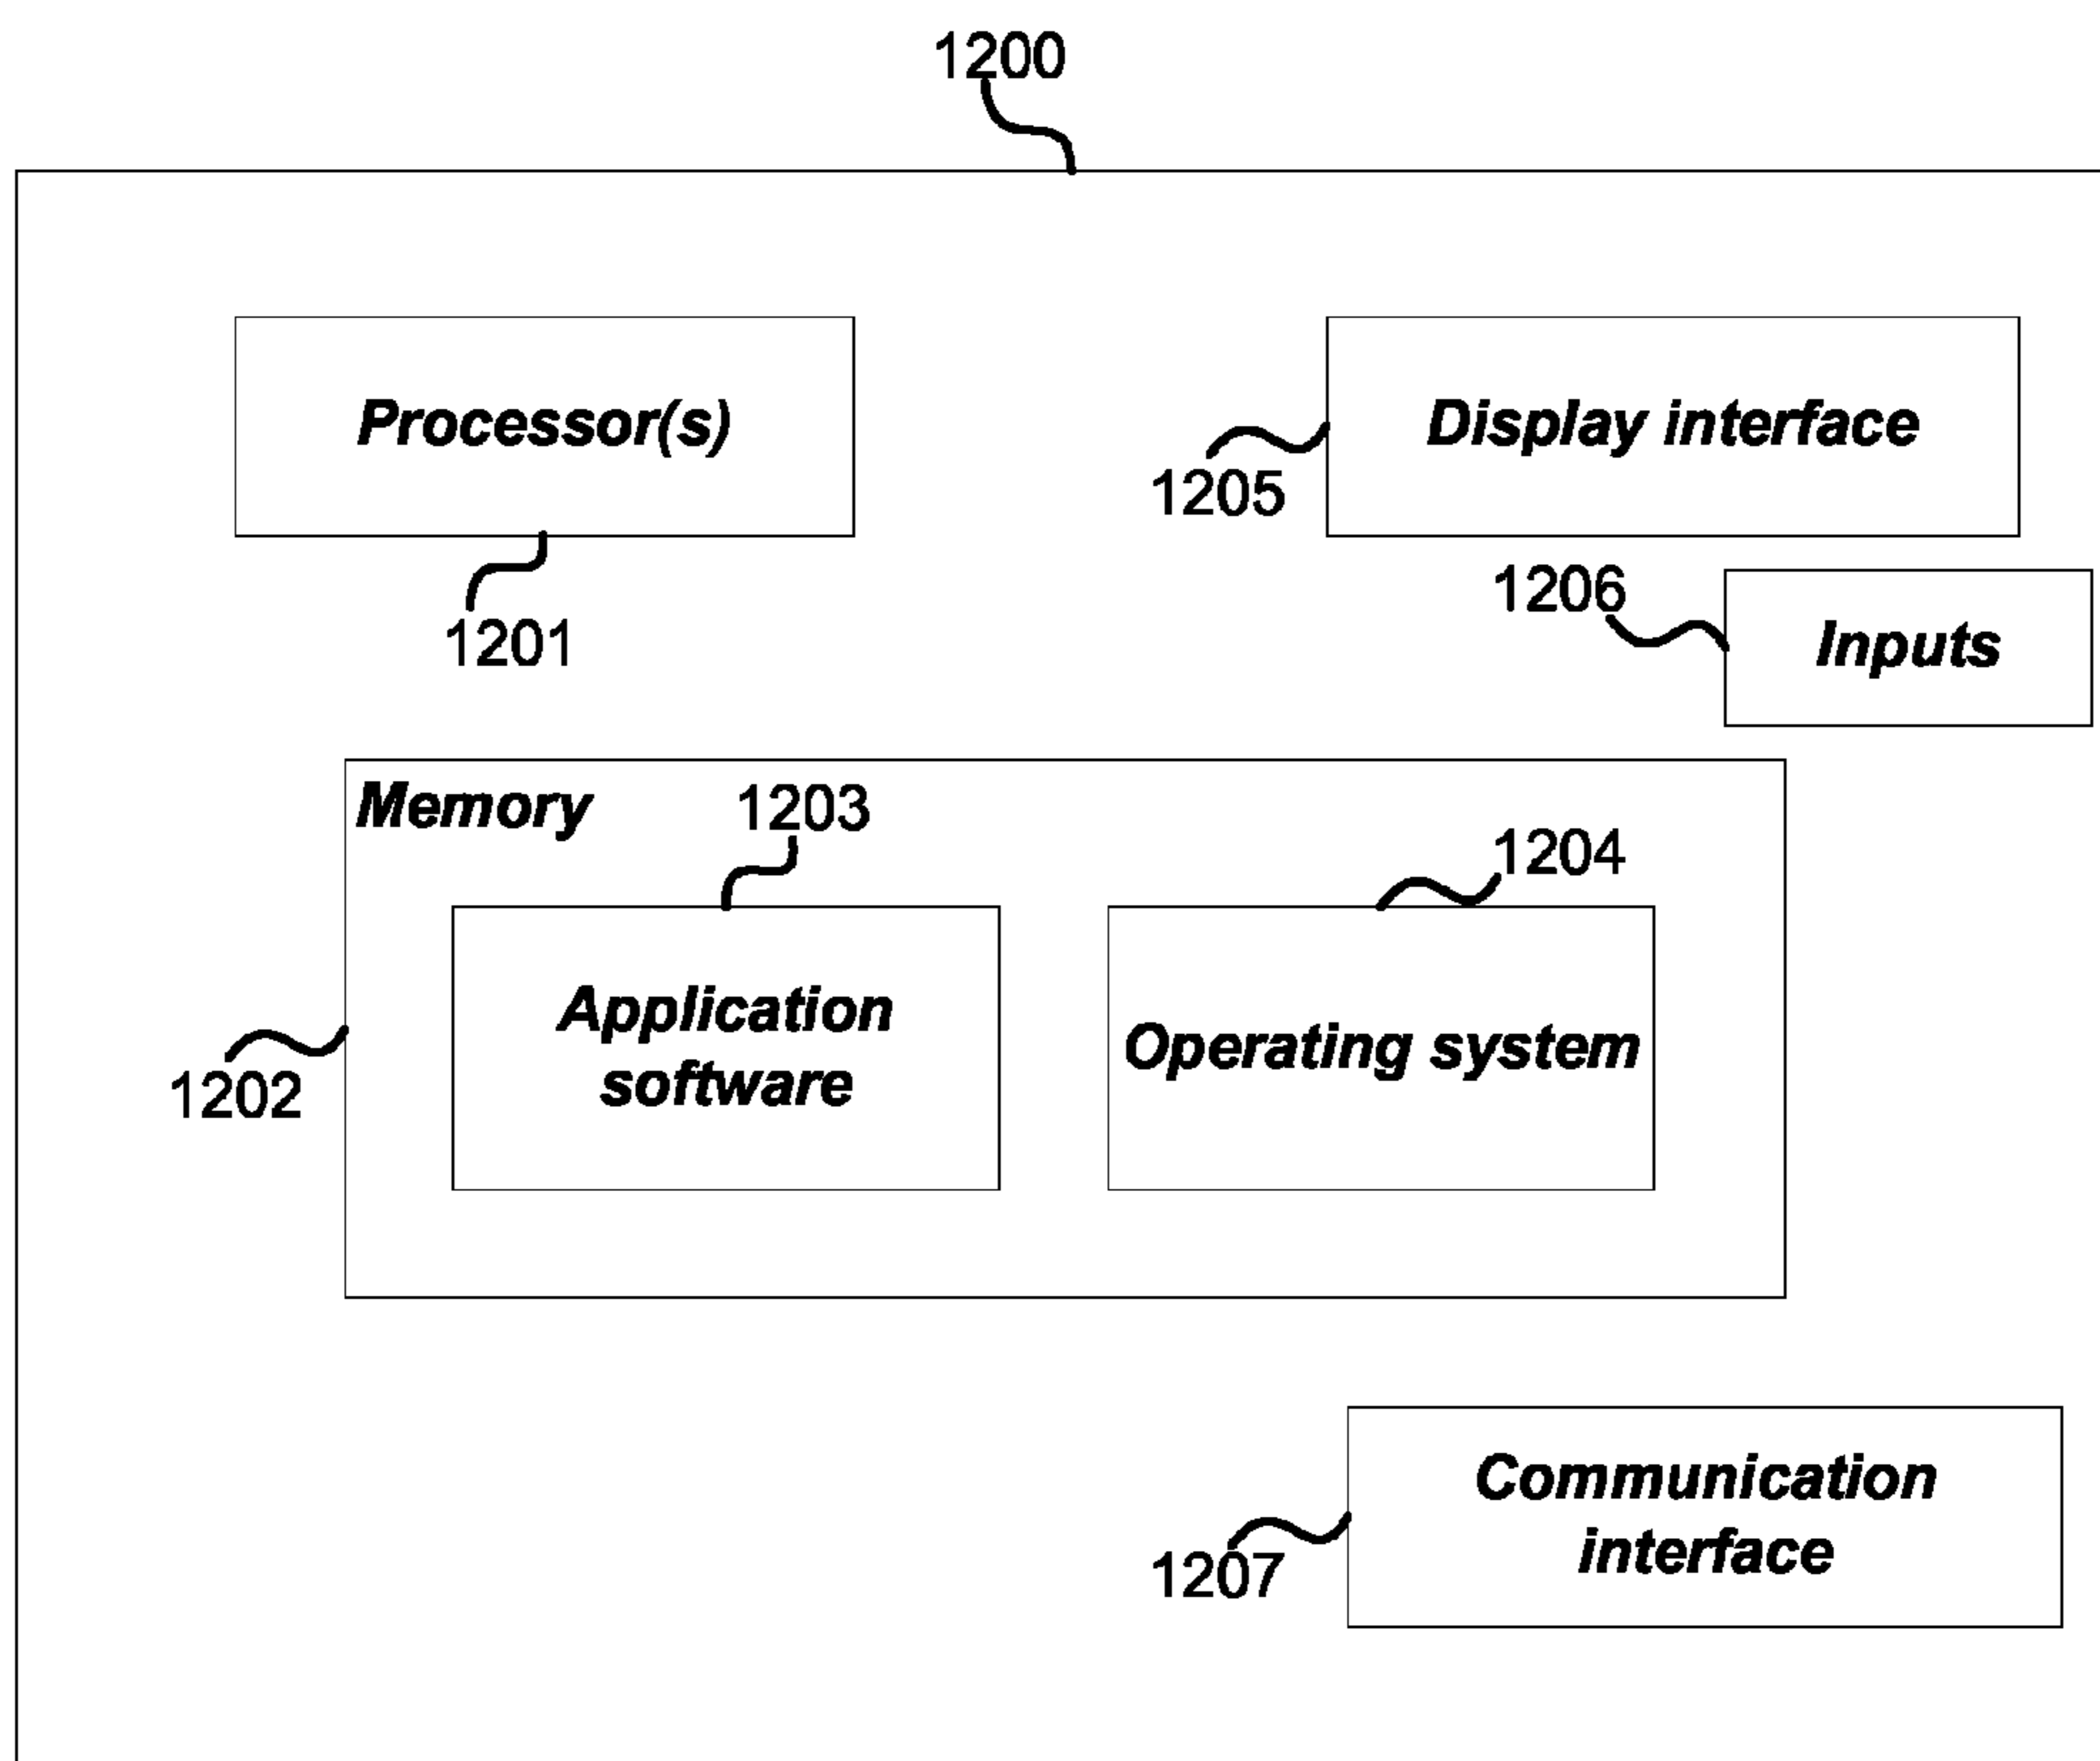 1200
Processor(s)
Display interface
1205
1201
1206
Inputs
Memory
1203
1204
Application
software
Operating system
1202
Communication
interface
1207